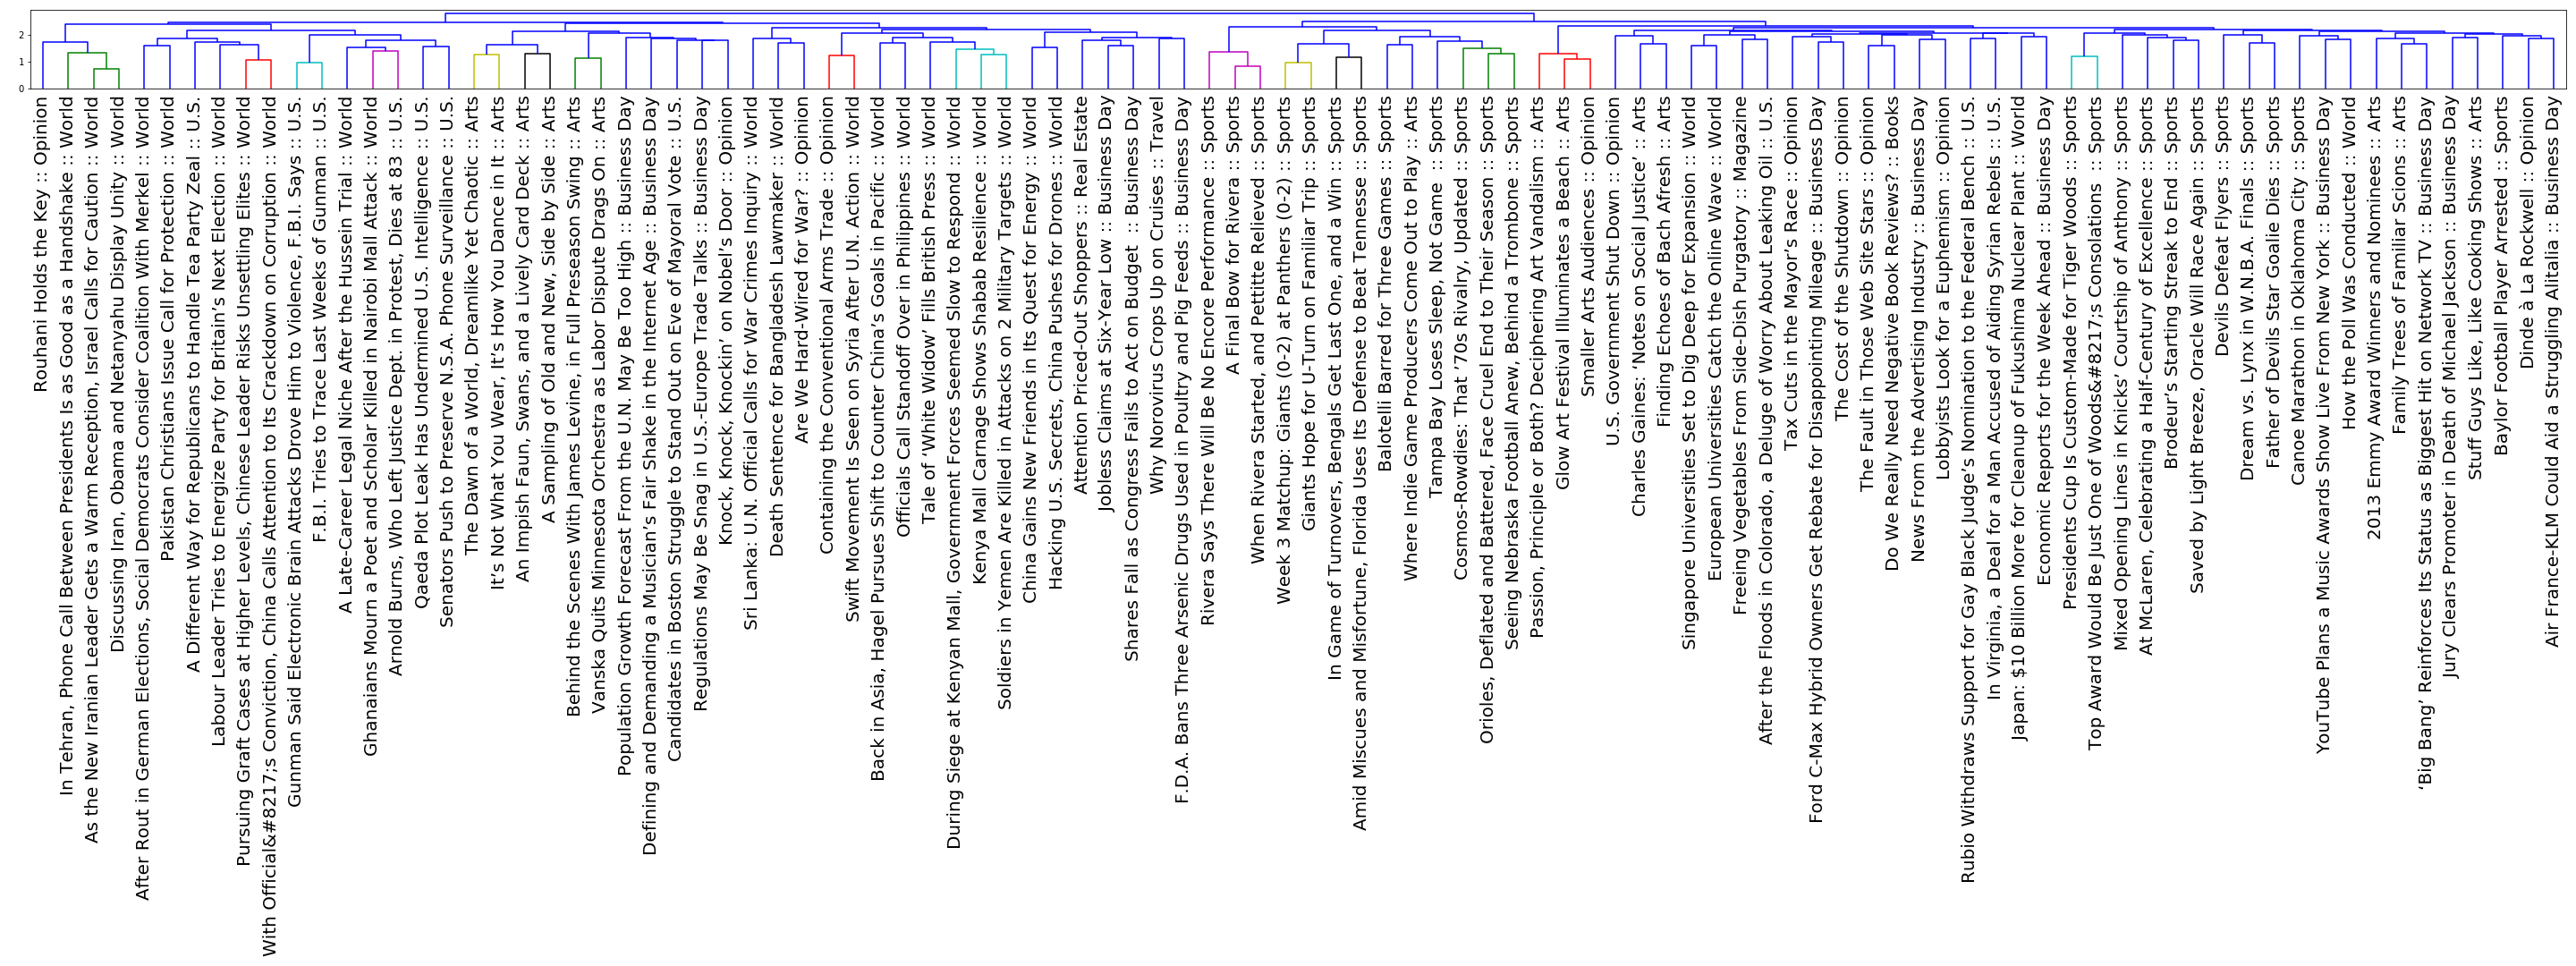 2
1
0
Rouhani Holds the Key :: Opinion
In Tehran, Phone Call Between Presidents Is as Good as a Handshake :: World
As the New Iranian Leader Gets a Warm Reception, Israel Calls for Caution :: World
Discussing Iran, Obama and Netanyahu Display Unity :: World
After Rout in German Elections, Social Democrats Consider Coalition With Merkel :: World
Pakistan Christians Issue Call for Protection :: World
A Different Way for Republicans to Handle Tea Party Zeal :: U.S.
Labour Leader Tries to Energize Party for Britain’s Next Election :: World
Pursuing Graft Cases at Higher Levels, Chinese Leader Risks Unsettling Elites :: World
With Official&#8217;s Conviction, China Calls Attention to Its Crackdown on Corruption :: World
Gunman Said Electronic Brain Attacks Drove Him to Violence, F.B.I. Says :: U.S.
F.B.I. Tries to Trace Last Weeks of Gunman :: U.S.
A Late-Career Legal Niche After the Hussein Trial :: World
Ghanaians Mourn a Poet and Scholar Killed in Nairobi Mall Attack :: World
Arnold Burns, Who Left Justice Dept. in Protest, Dies at 83 :: U.S.
Qaeda Plot Leak Has Undermined U.S. Intelligence :: U.S.
Senators Push to Preserve N.S.A. Phone Surveillance :: U.S.
The Dawn of a World, Dreamlike Yet Chaotic :: Arts
It’s Not What You Wear, It’s How You Dance in It :: Arts
An Impish Faun, Swans, and a Lively Card Deck :: Arts
A Sampling of Old and New, Side by Side :: Arts
Behind the Scenes With James Levine, in Full Preseason Swing :: Arts
Vanska Quits Minnesota Orchestra as Labor Dispute Drags On :: Arts
Population Growth Forecast From the U.N. May Be Too High :: Business Day
Defining and Demanding a Musician’s Fair Shake in the Internet Age :: Business Day
Candidates in Boston Struggle to Stand Out on Eve of Mayoral Vote :: U.S.
Regulations May Be Snag in U.S.-Europe Trade Talks :: Business Day
Knock, Knock, Knockin’ on Nobel’s Door :: Opinion
Sri Lanka: U.N. Official Calls for War Crimes Inquiry :: World
Death Sentence for Bangladesh Lawmaker :: World
Are We Hard-Wired for War? :: Opinion
Containing the Conventional Arms Trade :: Opinion
Swift Movement Is Seen on Syria After U.N. Action :: World
Back in Asia, Hagel Pursues Shift to Counter China’s Goals in Pacific :: World
Officials Call Standoff Over in Philippines :: World
Tale of ‘White Widow’ Fills British Press :: World
During Siege at Kenyan Mall, Government Forces Seemed Slow to Respond :: World
Kenya Mall Carnage Shows Shabab Resilience :: World
Soldiers in Yemen Are Killed in Attacks on 2 Military Targets :: World
China Gains New Friends in Its Quest for Energy :: World
Hacking U.S. Secrets, China Pushes for Drones :: World
Attention Priced-Out Shoppers :: Real Estate
Jobless Claims at Six-Year Low :: Business Day
Shares Fall as Congress Fails to Act on Budget  :: Business Day
Why Norovirus Crops Up on Cruises :: Travel
F.D.A. Bans Three Arsenic Drugs Used in Poultry and Pig Feeds :: Business Day
Rivera Says There Will Be No Encore Performance :: Sports
A Final Bow for Rivera :: Sports
When Rivera Started, and Pettitte Relieved :: Sports
Week 3 Matchup: Giants (0-2) at Panthers (0-2) :: Sports
Giants Hope for U-Turn on Familiar Trip :: Sports
In Game of Turnovers, Bengals Get Last One, and a Win :: Sports
Amid Miscues and Misfortune, Florida Uses Its Defense to Beat Tennesse :: Sports
Balotelli Barred for Three Games :: Sports
Where Indie Game Producers Come Out to Play :: Arts
Tampa Bay Loses Sleep, Not Game  :: Sports
Cosmos-Rowdies: That ’70s Rivalry, Updated :: Sports
Orioles, Deflated and Battered, Face Cruel End to Their Season :: Sports
Seeing Nebraska Football Anew, Behind a Trombone :: Sports
Passion, Principle or Both? Deciphering Art Vandalism :: Arts
Glow Art Festival Illuminates a Beach :: Arts
Smaller Arts Audiences :: Opinion
U.S. Government Shut Down :: Opinion
Charles Gaines: ‘Notes on Social Justice’ :: Arts
Finding Echoes of Bach Afresh :: Arts
Singapore Universities Set to Dig Deep for Expansion :: World
European Universities Catch the Online Wave :: World
Freeing Vegetables From Side-Dish Purgatory :: Magazine
After the Floods in Colorado, a Deluge of Worry About Leaking Oil :: U.S.
Tax Cuts in the Mayor’s Race :: Opinion
Ford C-Max Hybrid Owners Get Rebate for Disappointing Mileage :: Business Day
The Cost of the Shutdown :: Opinion
The Fault in Those Web Site Stars :: Opinion
Do We Really Need Negative Book Reviews? :: Books
News From the Advertising Industry :: Business Day
Lobbyists Look for a Euphemism :: Opinion
Rubio Withdraws Support for Gay Black Judge’s Nomination to the Federal Bench :: U.S.
In Virginia, a Deal for a Man Accused of Aiding Syrian Rebels :: U.S.
Japan: $10 Billion More for Cleanup of Fukushima Nuclear Plant :: World
Economic Reports for the Week Ahead :: Business Day
Presidents Cup Is Custom-Made for Tiger Woods :: Sports
Top Award Would Be Just One of Woods&#8217;s Consolations  :: Sports
Mixed Opening Lines in Knicks’ Courtship of Anthony :: Sports
At McLaren, Celebrating a Half-Century of Excellence :: Sports
Brodeur’s Starting Streak to End :: Sports
Saved by Light Breeze, Oracle Will Race Again :: Sports
Devils Defeat Flyers :: Sports
Dream vs. Lynx in W.N.B.A. Finals :: Sports
Father of Devils Star Goalie Dies :: Sports
Canoe Marathon in Oklahoma City :: Sports
YouTube Plans a Music Awards Show Live From New York :: Business Day
How the Poll Was Conducted :: World
2013 Emmy Award Winners and Nominees :: Arts
Family Trees of Familiar Scions :: Arts
‘Big Bang’ Reinforces Its Status as Biggest Hit on Network TV :: Business Day
Jury Clears Promoter in Death of Michael Jackson :: Business Day
Stuff Guys Like, Like Cooking Shows :: Arts
Baylor Football Player Arrested :: Sports
Dinde à La Rockwell :: Opinion
Air France-KLM Could Aid a Struggling Alitalia :: Business Day